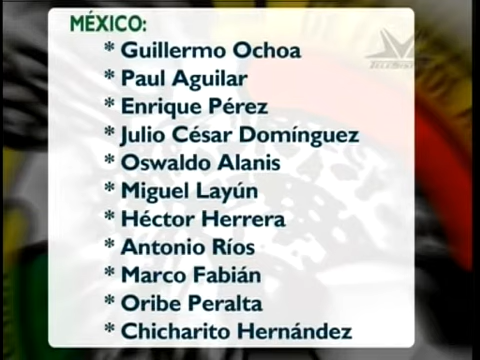 MÉXICO:
* Guillermo Ochoa
* Paul Aguilar
* Enrique Pérez
* Julio César Domínguez
* Oswaldo Alanis
* Miguel Layún
* Héctor Herrera
* Antonio Ríos
* Marco Fabián
* Oribe Peralta
* Chicharito Hernández